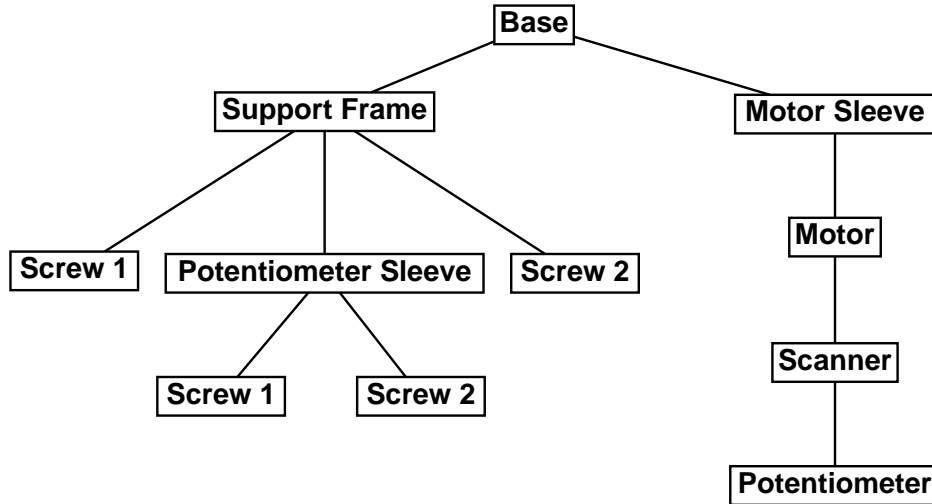 Base
Support Frame
Motor Sleeve
Motor
Screw 1
Potentiometer Sleeve
Screw 2
Scanner
Screw 1
Screw 2
Potentiometer